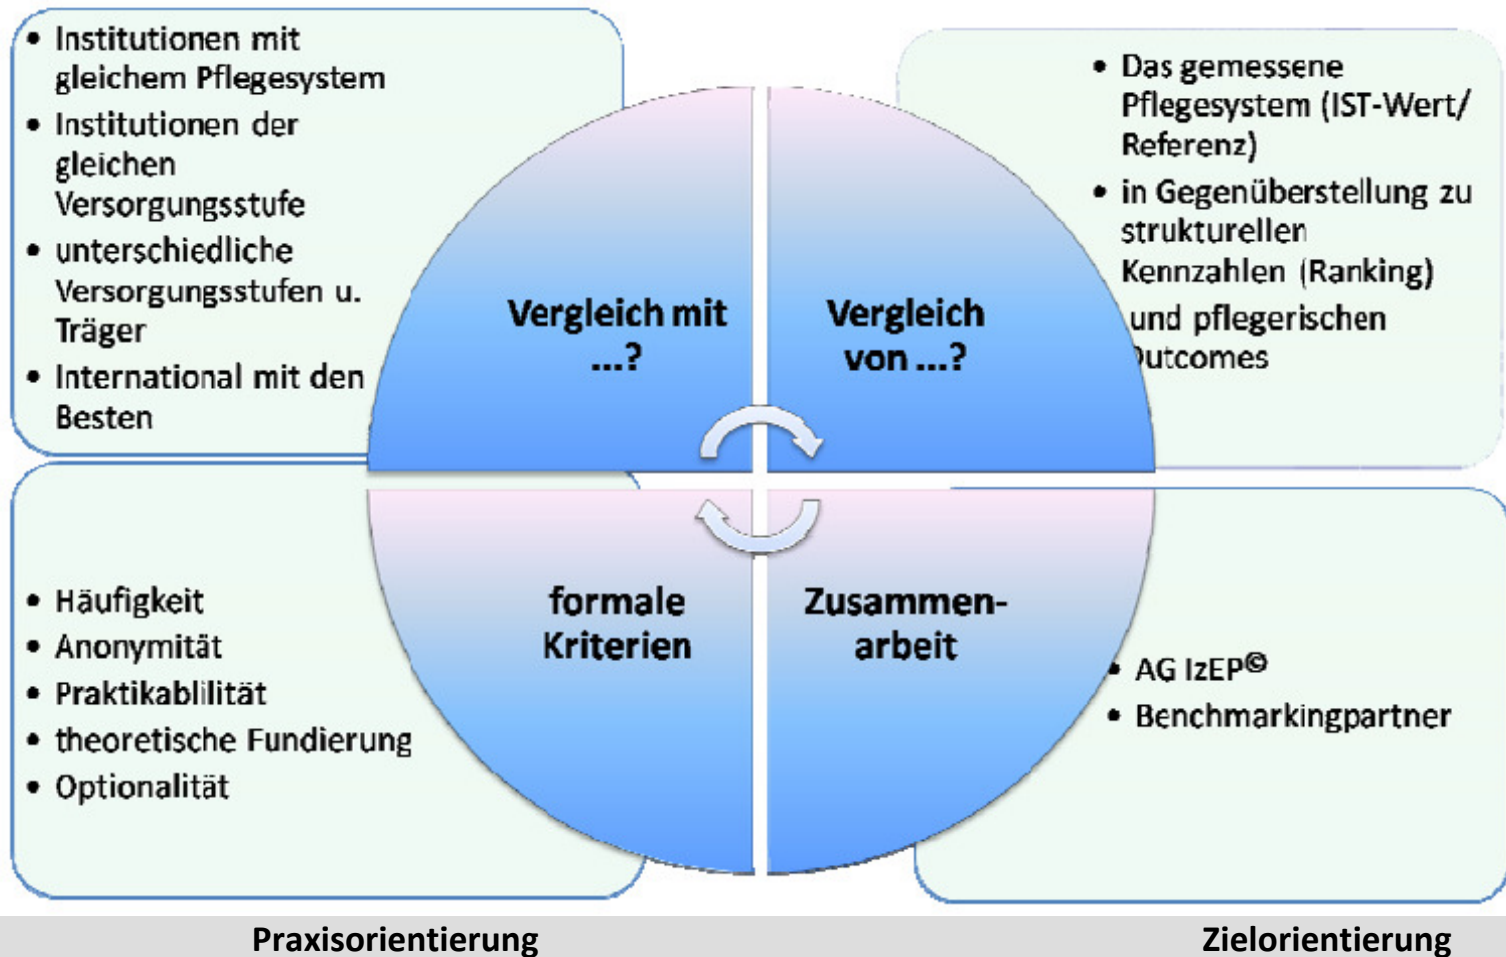 • Institutionen mit
gleichem Pflegesystem
• Institutionen der
gleichen
Versorgungsstufe
• unterschiedliche
Versorgungsstufen u.
Träger
• International mit den
Besten
Vergleich mit
...?
Vergleich
von ...?
• Das gemessene
Pflegesystem (IST-Wert/
Referenz)
• in Gegenüberstellung zu
strukturellen
Kennzahlen (Ranking)
und pflegerischen
Outcomes
• Häufigkeit
• Anonymität
• Praktikablilität
• theoretische Fundierung
• Optionalität
formale
Kriterien
Zusammen-
arbeit
• AG IzEP©
• Benchmarkingpartner
Praxisorientierung
Zielorientierung